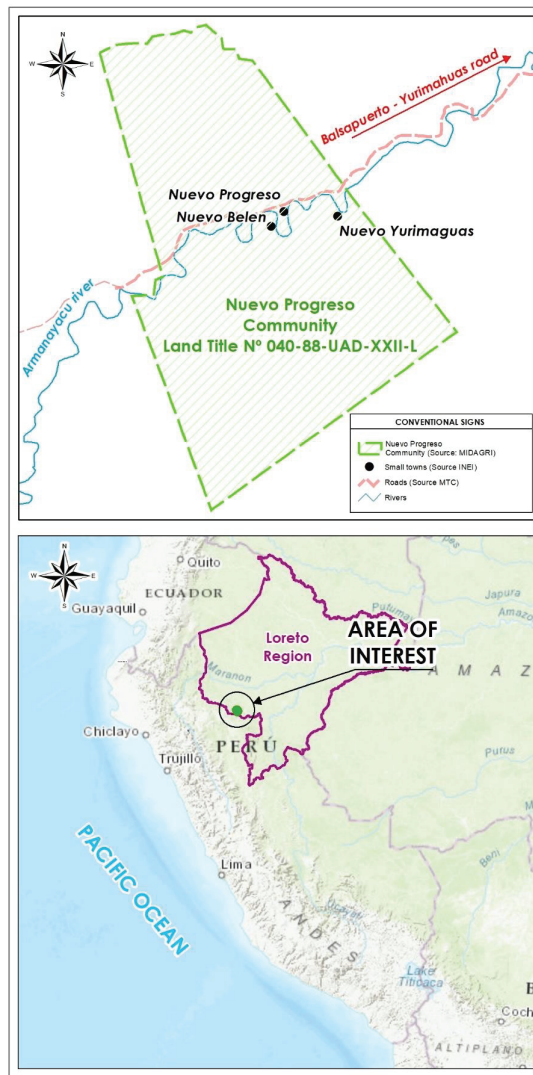 N
W E
S
Balsapuerto - Yurimahuas road
Nuevo Progreso
Nuevo Belen
Nuevo Yurimaguas
Armanayacu river
Nuevo Progreso
Community
Land Title Nº 040-88-UAD-XXII-L
CONVENTIONAL SIGNS
Nuevo Progreso
Community (Source: MIDAGRI)
Small towns (Source INEI)
Roads (Source MTC)
Rivers
N
W E
S
Quito
ECUADOR
Guayaquil
Japura
Putumayo
Amazo
Loreto
Region
AREA OF
INTEREST
Maranon
AMAZ
Chiclayo
PERÚ
Trujillo
Purus
PACIFIC OCEAN
Lima
Beni
Ucayali
ANDES
Lake
Titicaca
B
Coch
ALTIPLANO